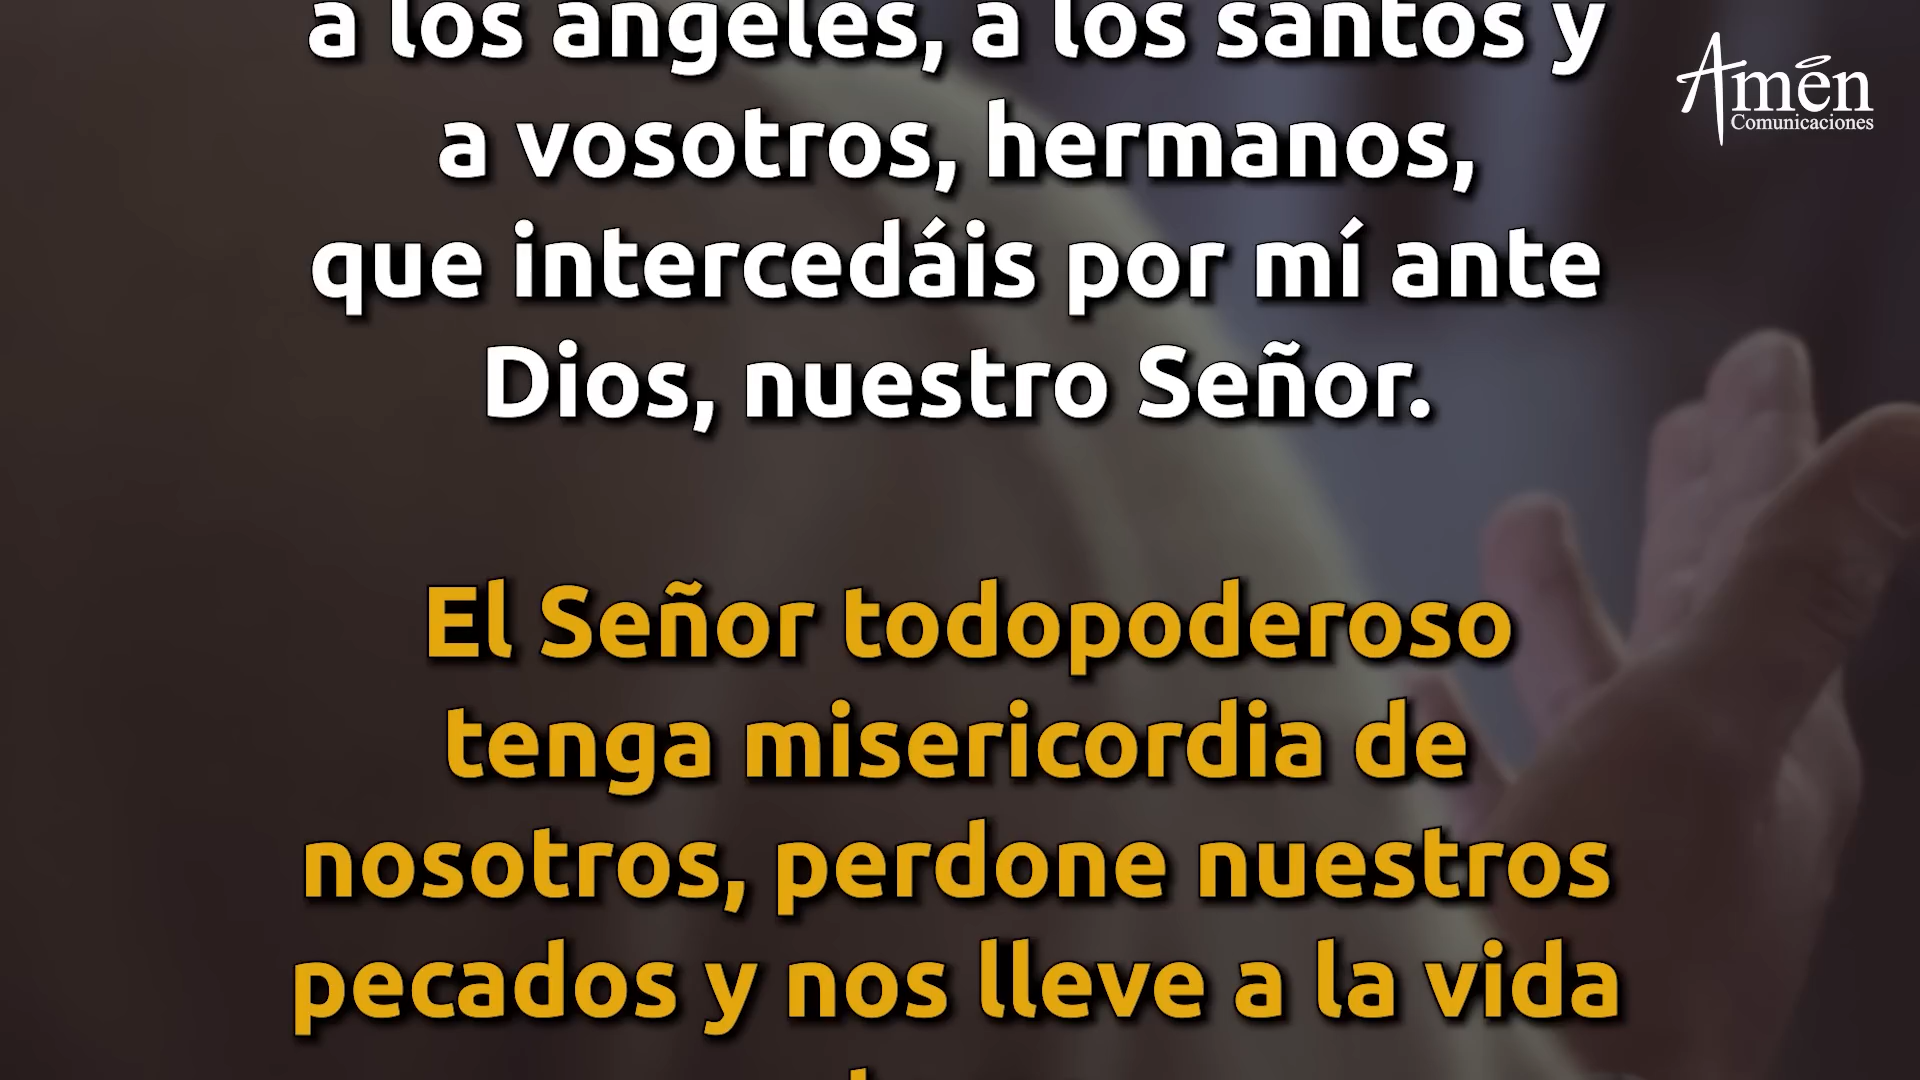 a los ángeles, a los santos y
a vosotros, hermanos,
que intercedáis por mí ante
Dios, nuestro Señor.
El Señor todopoderoso
tenga misericordia de
nosotros, perdone nuestros
pecados y nos lleve a la vida
Amén
Comunicaciones